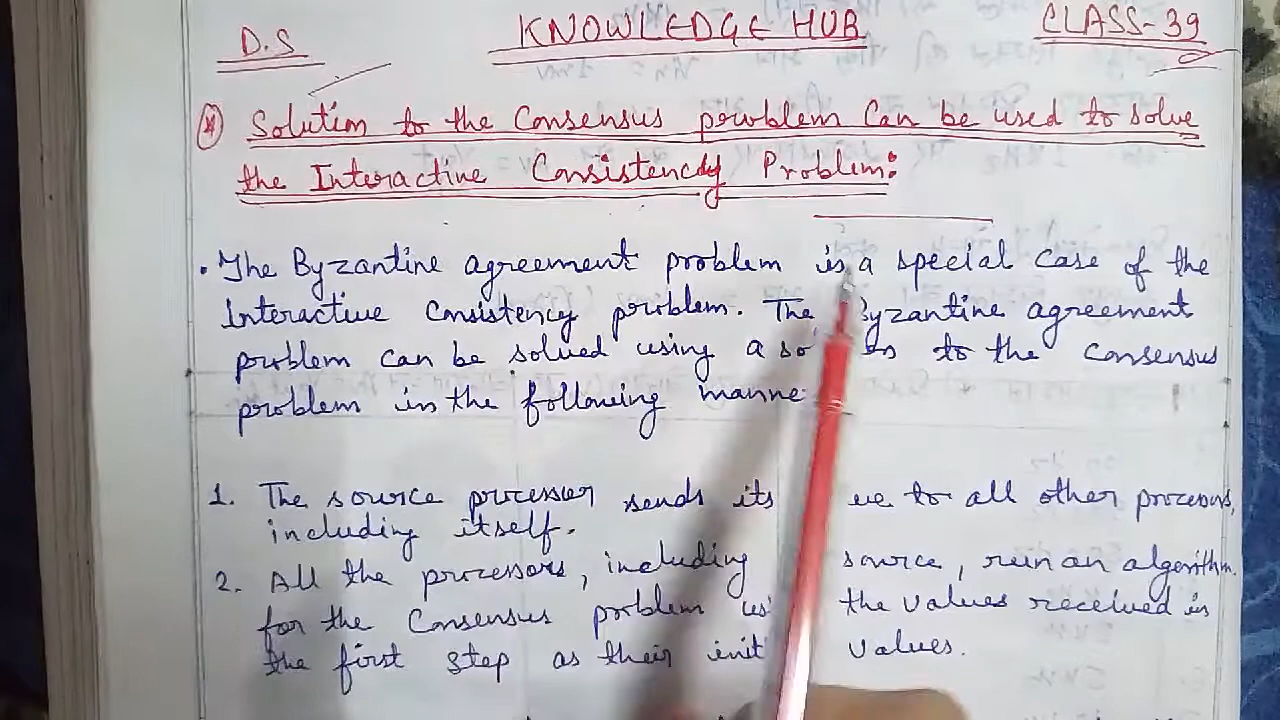 D.S KNOWLEDGE HUB CLASS-39
Solution to the Consensus problem Can be used to solve
the Interactive Consistency Problem:
• The Byzantine agreement problem is a special case of the
Interactive Consistency problem. The Byzantine agreement
problem can be solved using a to the consensus
problem in the following
1. The source processor sends its to all other processors,
including itself.
2. All the processors, including source, run an algorithm
for the Consensus problem the values received in
the first step as their values.